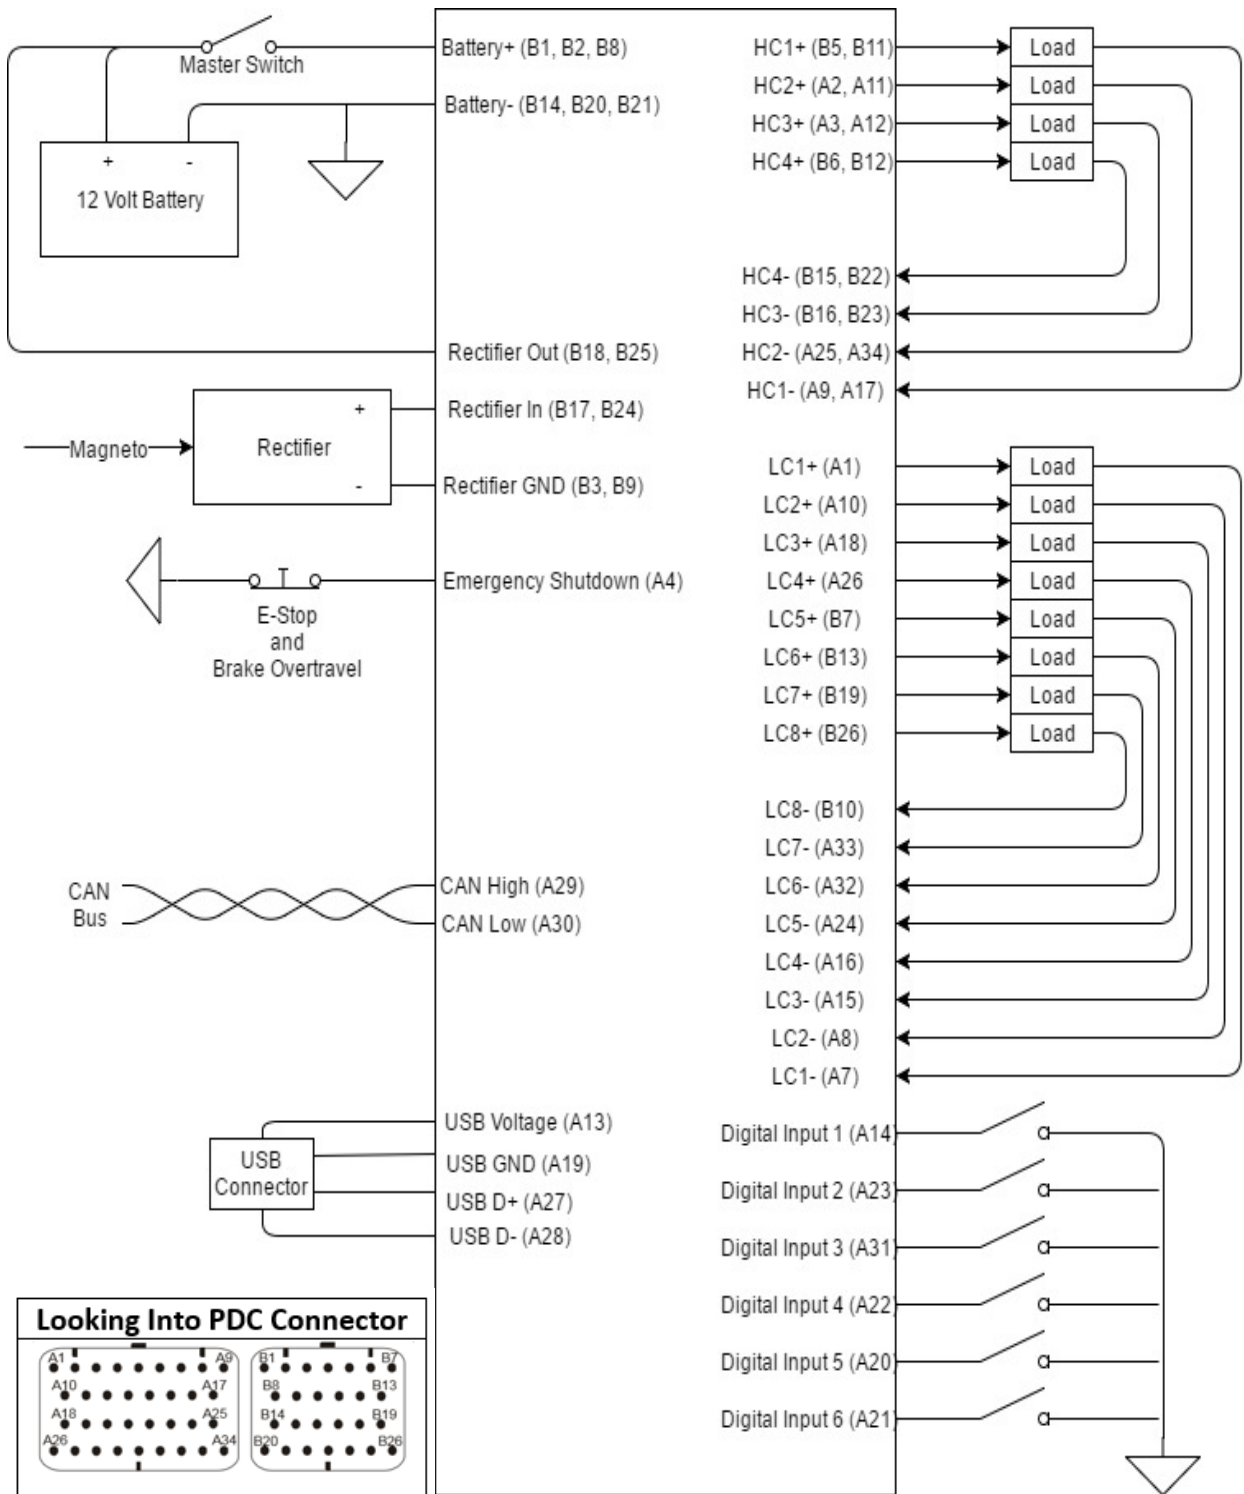 Master Switch
+ -
12 Volt Battery
Battery+ (B1, B2, B8)
Battery- (B14, B20, B21)
Rectifier Out (B18, B25)
Magneto
+
Rectifier
-
Rectifier In (B17, B24)
Rectifier GND (B3, B9)
E-Stop
and
Brake Overtravel
Emergency Shutdown (A4)
CAN
Bus
CAN High (A29)
CAN Low (A30)
USB
Connector
USB Voltage (A13)
USB GND (A19)
USB D+ (A27)
USB D- (A28)
HC1+ (B5, B11) Load
HC2+ (A2, A11) Load
HC3+ (A3, A12) Load
HC4+ (B6, B12) Load
HC4- (B15, B22)
HC3- (B16, B23)
HC2- (A25, A34)
HC1- (A9, A17)
LC1+ (A1) Load
LC2+ (A10) Load
LC3+ (A18) Load
LC4+ (A26 Load
LC5+ (B7) Load
LC6+ (B13) Load
LC7+ (B19) Load
LC8+ (B26) Load
LC8- (B10)
LC7- (A33)
LC6- (A32)
LC5- (A24)
LC4- (A16)
LC3- (A15)
LC2- (A8)
LC1- (A7)
Digital Input 1 (A14)
Digital Input 2 (A23)
Digital Input 3 (A31)
Digital Input 4 (A22)
Digital Input 5 (A20)
Digital Input 6 (A21)
Looking Into PDC Connector
A1 A9 B1 B7
A10 A17 B8 B13
A18 A25 B14 B19
A26 A34 B20 B26